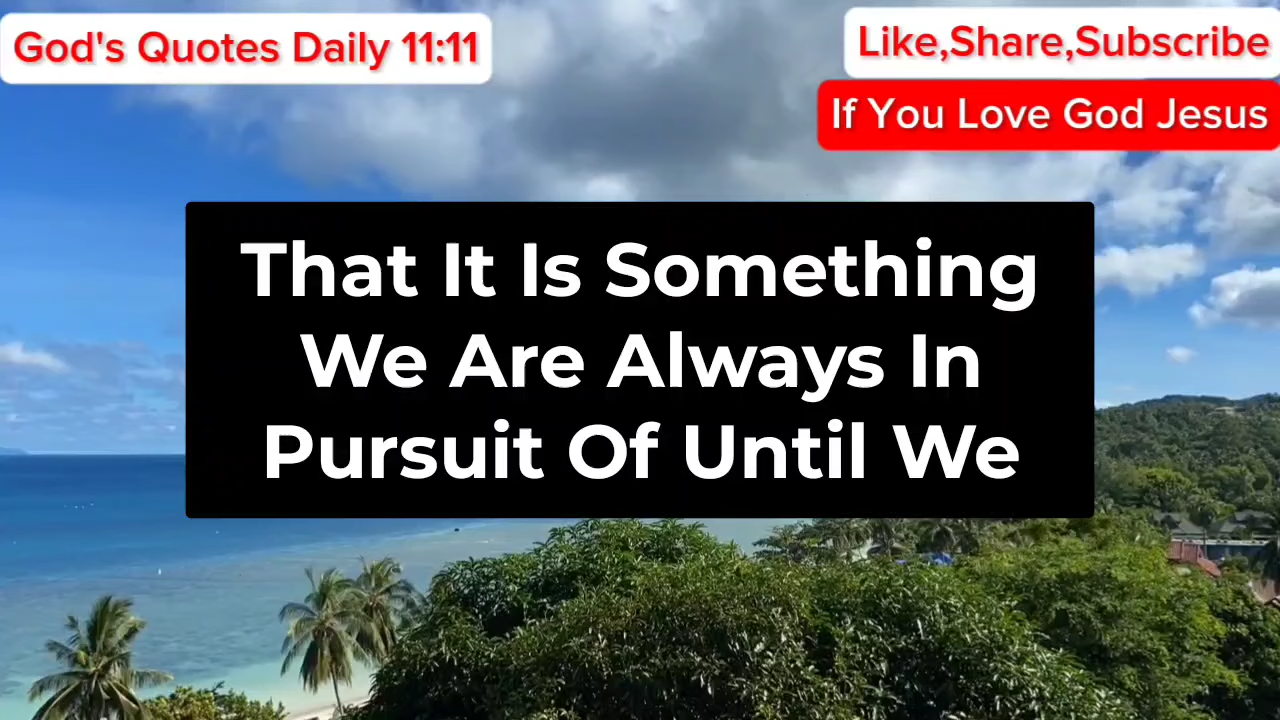 God's Quotes Daily 11:11
Like,Share,Subscribe
If You Love God Jesus
That It Is Something
We Are Always In
Pursuit Of Until We